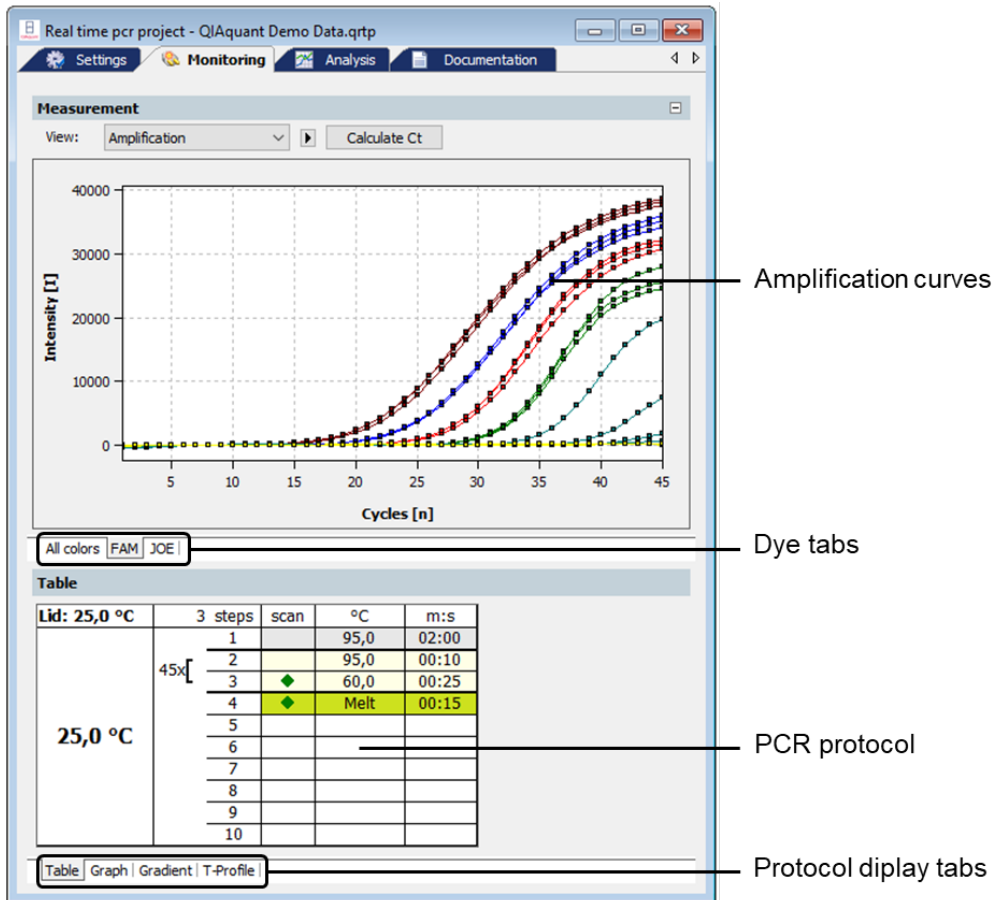 Real time pcr project - QIAquant Demo Data.qrtp
Settings Monitoring Analysis Documentation
Measurement
View: Amplification Calculate Ct
40000
30000
20000
10000
0
Intensity [I]
5 10 15 20 25 30 35 40 45
Cycles [n]
Amplification curves
All colors FAM JOE
Dye tabs
Table
Lid: 25,0 °C 3 steps scan °C m:s
1 95,0 02:00
2 95,0 00:10
45x
3 60,0 00:25
4 Melt 00:15
5
25,0 °C
6
PCR protocol
7
8
9
10
Table Graph Gradient T-Profile
Protocol diplay tabs